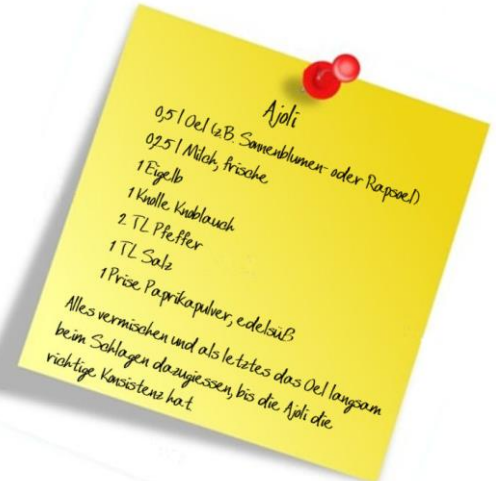 Ajoli
0,5 l Oel (z.B. Sonnenblumen- oder Rapsoel)
0,25 l Milch, frische
1 Eigelb
1 Knolle Knoblauch
2 TL Pfeffer
1 TL Salz
1 Prise Paprikapulver, edelsüß
Alles vermischen und als letztes das Oel langsam
beim Schlagen dazugiessen, bis die Ajoli die
richtige Konsistenz hat